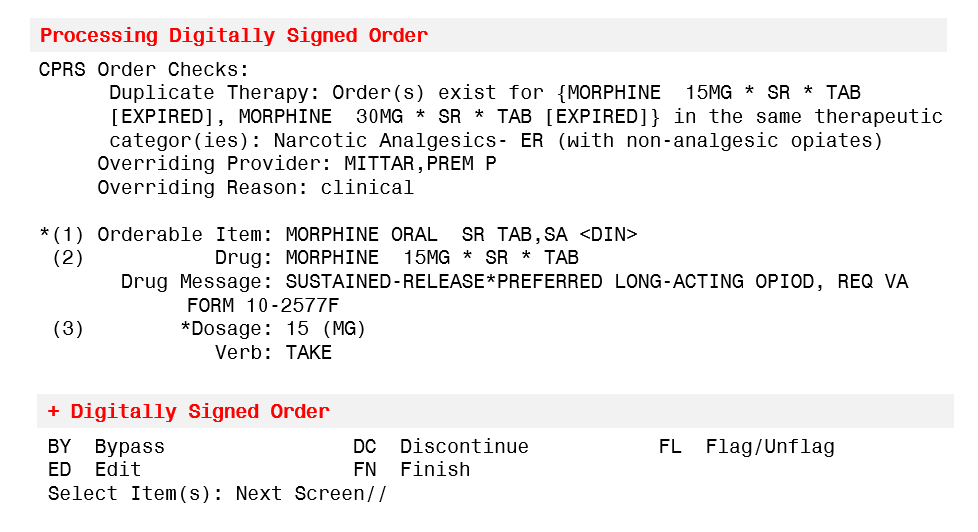 Processing Digitally Signed Order
CPRS Order Checks:
Duplicate Therapy: Order(s) exist for {MORPHINE 15MG * SR * TAB
[EXPIRED], MORPHINE 30MG * SR * TAB [EXPIRED]} in the same therapeutic
categor(ies): Narcotic Analgesics- ER (with non-analgesic opiates)
Overriding Provider: MITTAR,PREM P
Overriding Reason: clinical
*(1) Orderable Item: MORPHINE ORAL SR TAB,SA <DIN>
(2) Drug: MORPHINE 15MG * SR * TAB
Drug Message: SUSTAINED-RELEASE*PREFERRED LONG-ACTING OPIOD, REQ VA
FORM 10-2577F
(3) *Dosage: 15 (MG)
Verb: TAKE
+ Digitally Signed Order
BY Bypass DC Discontinue FL Flag/Unflag
ED Edit FN Finish
Select Item(s): Next Screen//